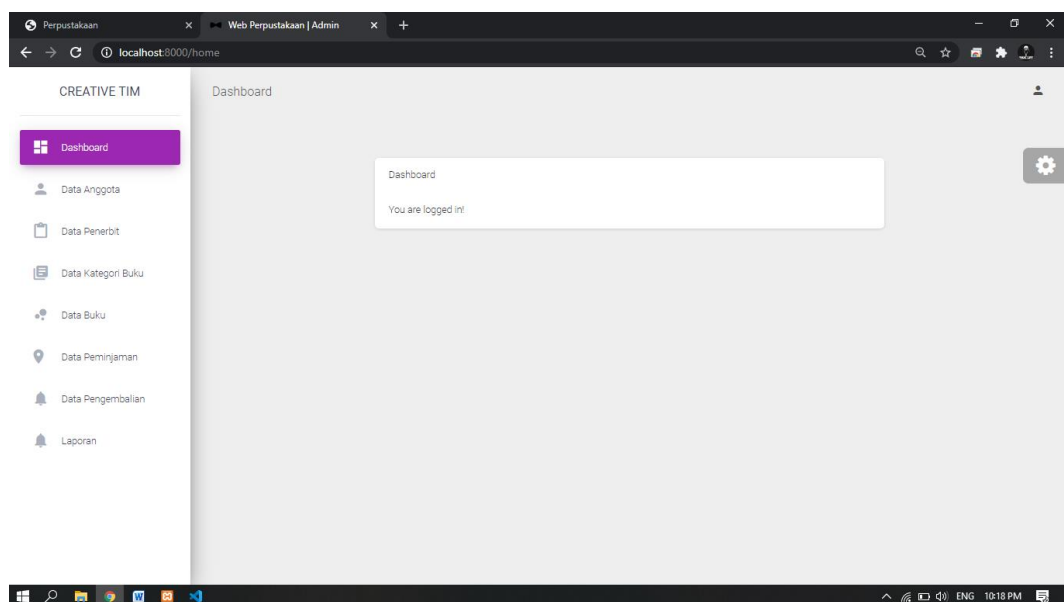 Perpustakaan
Web Perpustakaan | Admin
localhost:8000/home
CREATIVE TIM
Dashboard
Dashboard
Data Anggota
Data Penerbit
Data Kategori Buku
Data Buku
Data Peminjaman
Data Pengembalian
Laporan
Dashboard
You are logged in!
ENG 10:18 PM